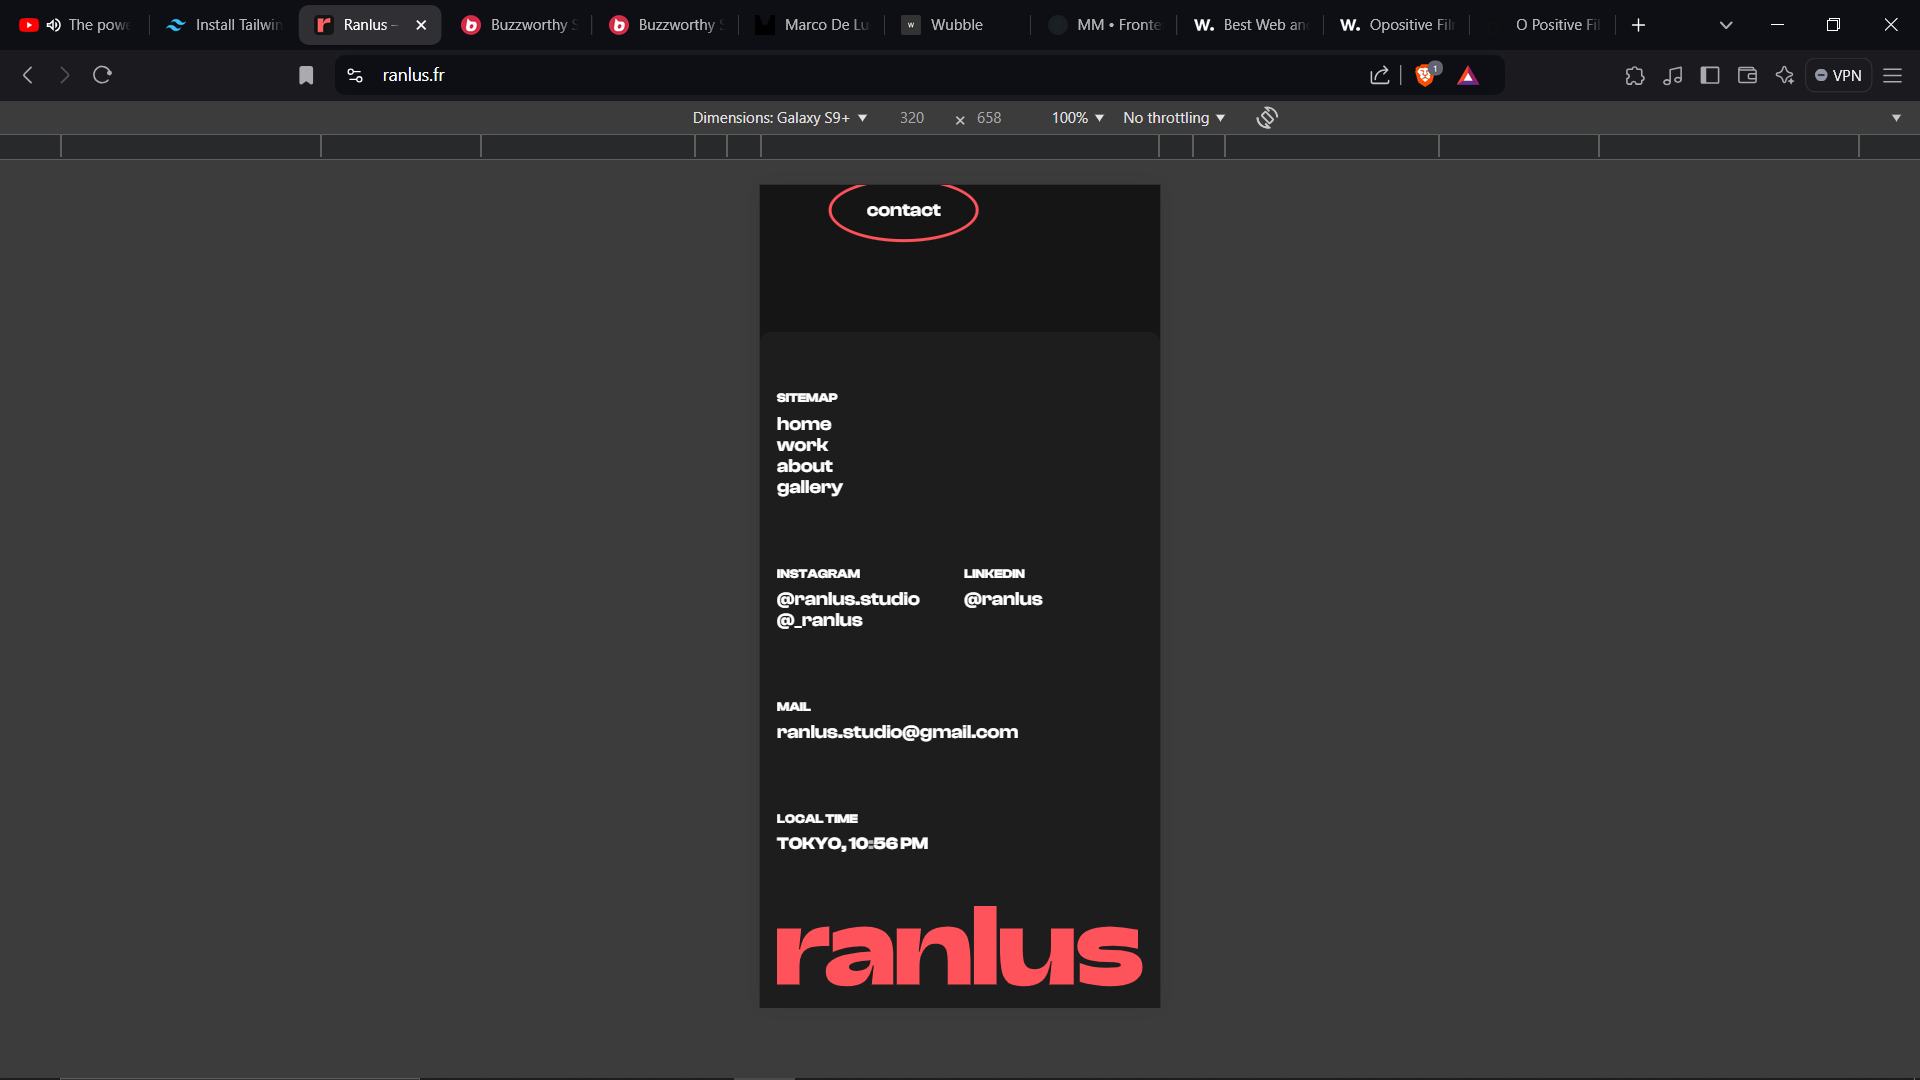 The powe
Install Tailwin
Ranlus –
Buzzworthy S
Buzzworthy S
Marco De Lu
W Wubble
MM • Fronte
W. Best Web an
W. Opositive Fil
O Positive Fil
ranlus.fr
1
VPN
Dimensions: Galaxy S9+ 320 × 658 100% No throttling
contact
SITEMAP
home
work
about
gallery
INSTAGRAM
@ranlus.studio
@_ranlus
LINKEDIN
@ranlus
MAIL
ranlus.studio@gmail.com
LOCAL TIME
TOKYO, 10:56 PM
ranlus